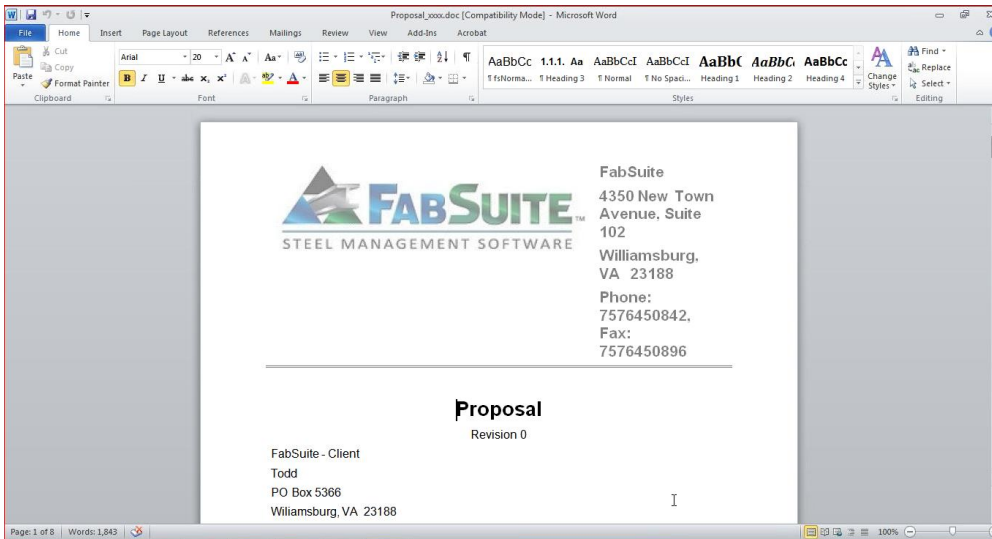 Proposal_xxxx.doc [Compatibility Mode] - Microsoft Word
File Home Insert Page Layout References Mailings Review View Add-Ins Acrobat
Cut
Copy
Format Painter
Paste
Clipboard
Arial 20
Font
Paragraph
AaBbCc 1.1.1. Aa AaBbCcI AaBbCcI AaBb( AaBbC AaBbCc
¶ fsNorma... ¶ Heading 3 ¶ Normal ¶ No Spaci... Heading 1 Heading 2 Heading 4
Change Styles
Styles
Find
Replace
Select
Editing
FABSUITE™
STEEL MANAGEMENT SOFTWARE
FabSuite
4350 New Town
Avenue, Suite
102
Williamsburg,
VA 23188
Phone:
7576450842,
Fax:
7576450896
Proposal
Revision 0
FabSuite - Client
Todd
PO Box 5366
Wiliamsburg, VA 23188
Page: 1 of 8 Words: 1,843 100%